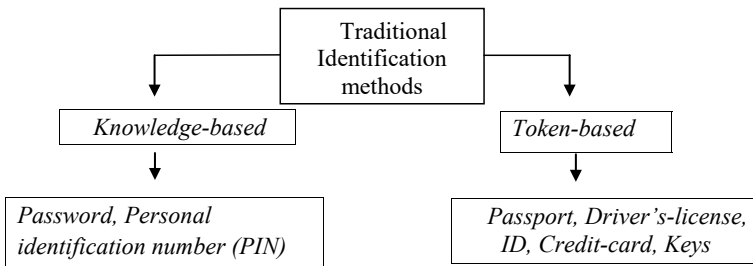 Traditional
Identification
methods
Knowledge-based
Token-based
Password, Personal
identification number (PIN)
Passport, Driver’s-license,
ID, Credit-card, Keys